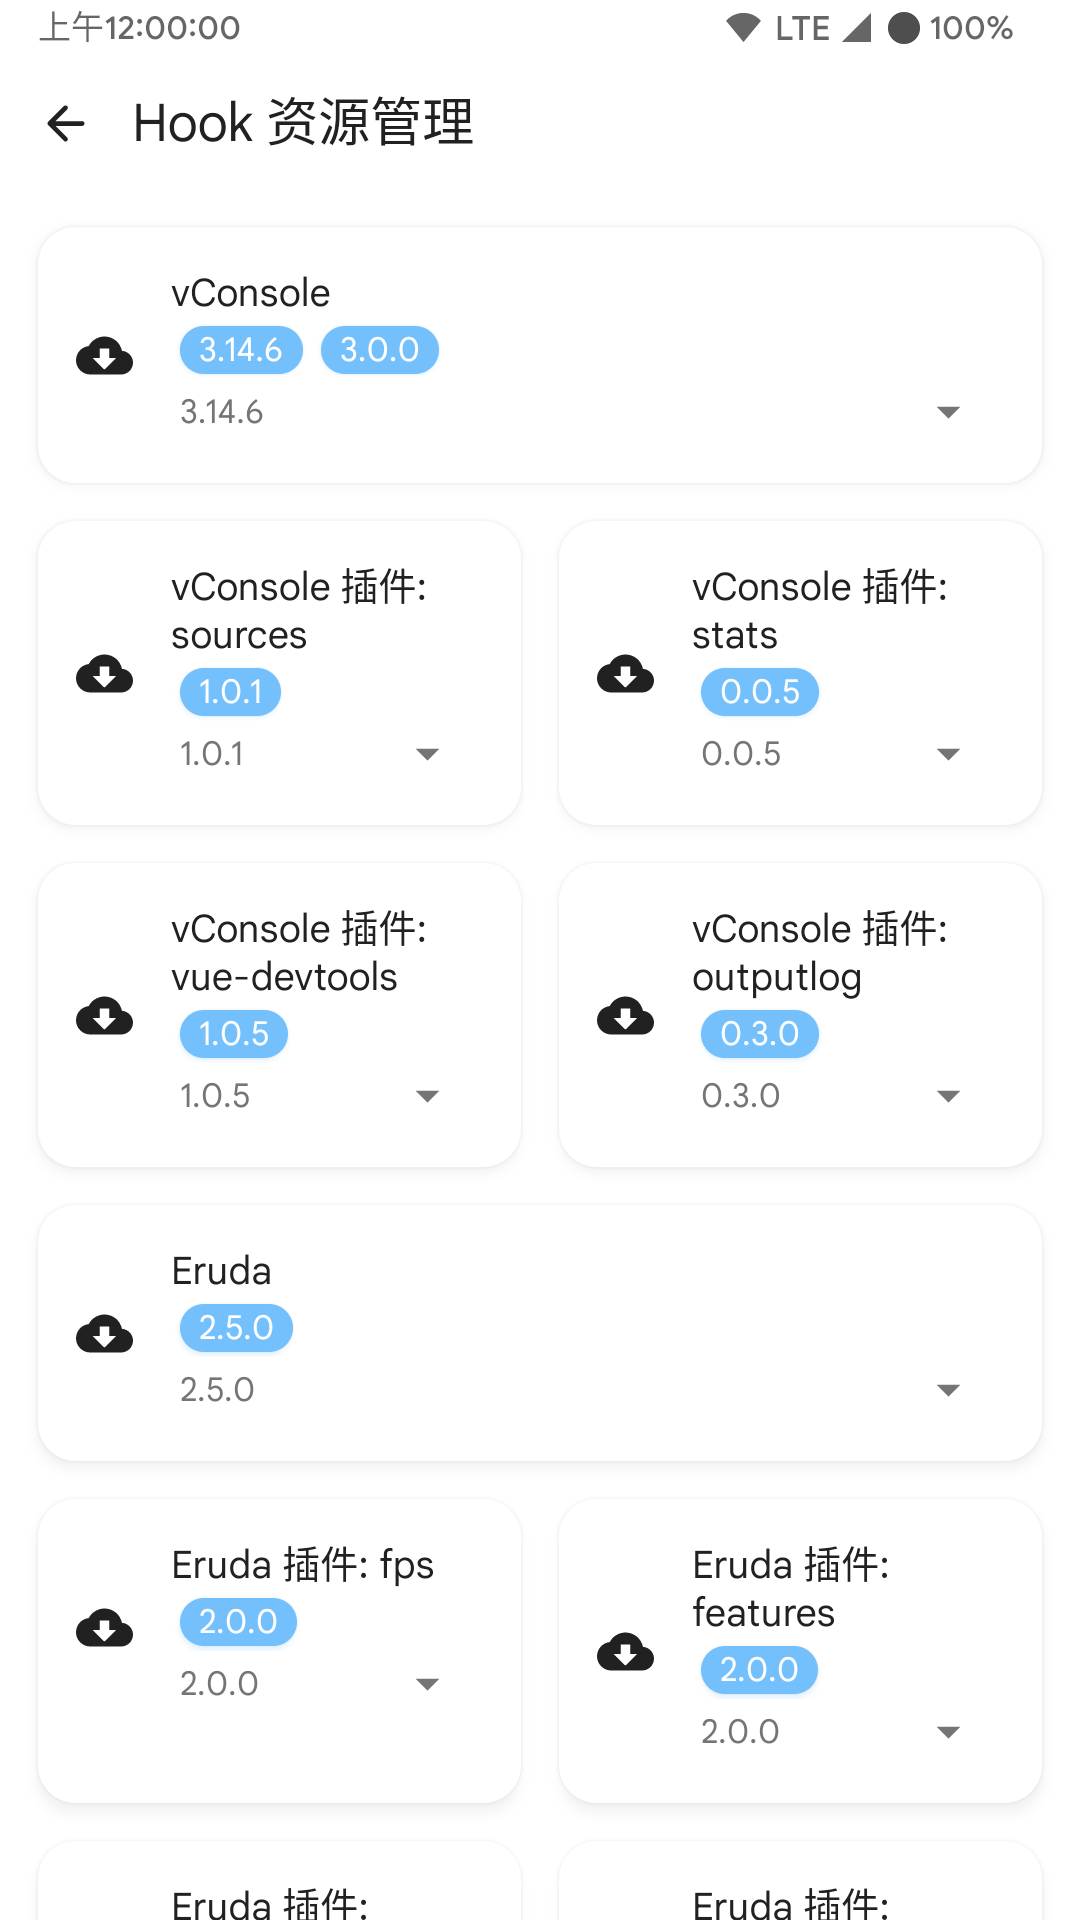 上午12:00:00 LTE 100%
Hook 资源管理
vConsole
3.14.6 3.0.0
3.14.6
vConsole 插件:
sources
1.0.1
1.0.1
vConsole 插件:
stats
0.0.5
0.0.5
vConsole 插件:
vue-devtools
1.0.5
1.0.5
vConsole 插件:
outputlog
0.3.0
0.3.0
Eruda
2.5.0
2.5.0
Eruda 插件: fps
2.0.0
2.0.0
Eruda 插件:
features
2.0.0
2.0.0
Eruda 插件:
Eruda 插件: